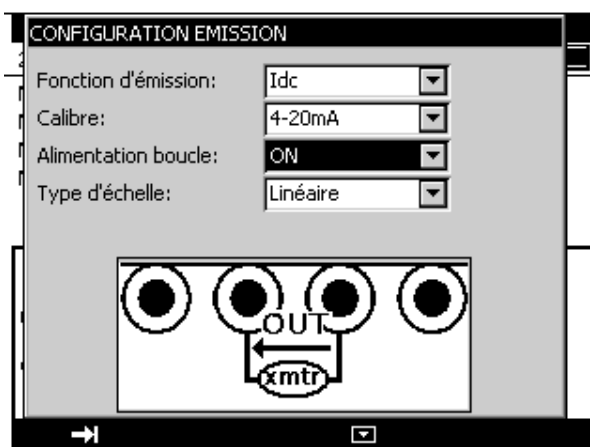 CONFIGURATION EMISSION
Fonction d'émission: Idc
Calibre: 4-20mA
Alimentation boucle: ON
Type d'échelle: Linéaire
OUT
xmtr